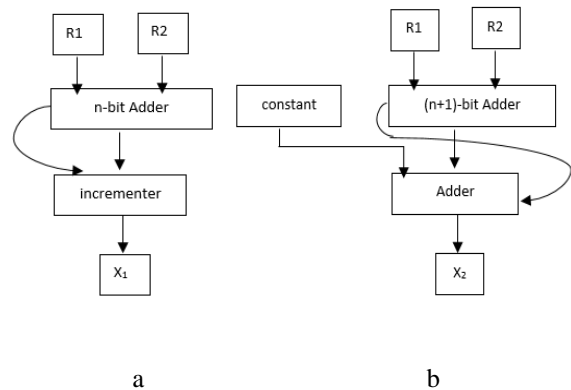 R1
R2
n-bit Adder
incrementer
X₁
a
R1
R2
constant
(n+1)-bit Adder
Adder
X₂
b